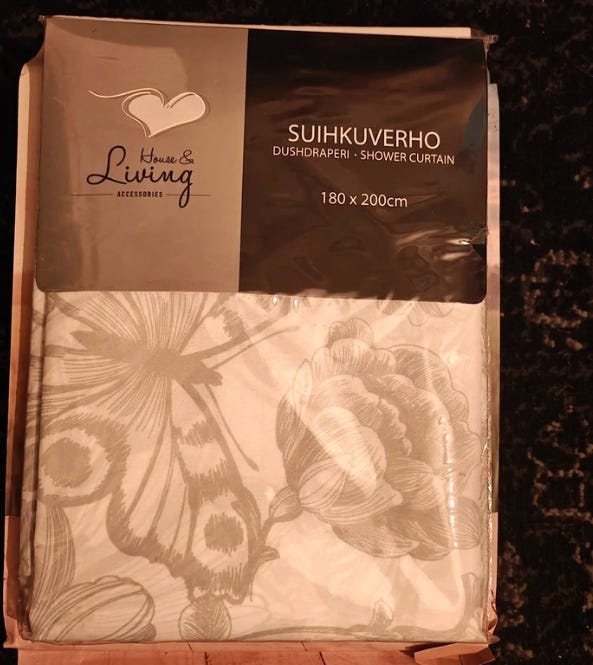 House &
Living
ACCESSORIES
SUIHKUVERHO
DUSHDRAPERI · SHOWER CURTAIN
180 x 200cm